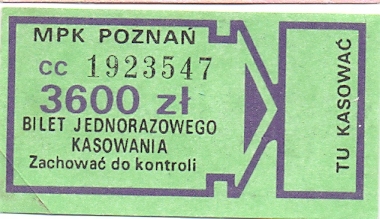 MPK POZNAŃ
CC 1923547
3600 zł
BILET JEDNORAZOWEGO
KASOWANIA
Zachować do kontroli
TU KASOWAĆ